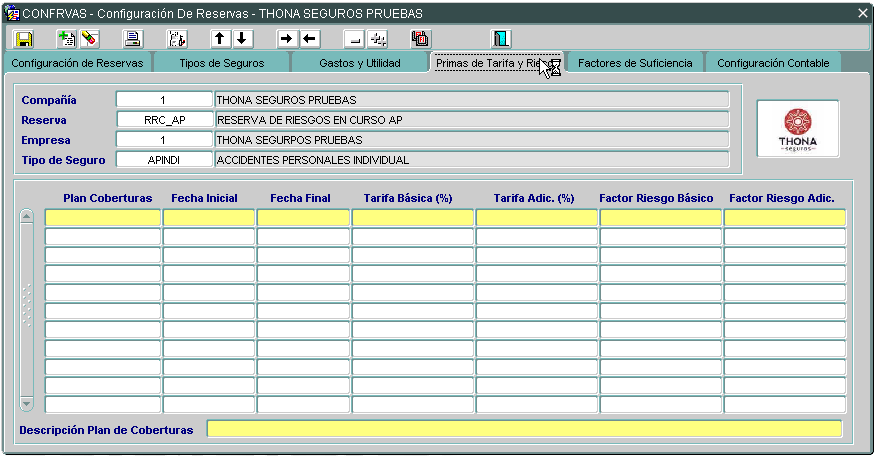 CONFRVAS - Configuración De Reservas - THONA SEGUROS PRUEBAS
Configuración de Reservas Tipos de Seguros Gastos y Utilidad Primas de Tarifa y Factores de Suficiencia Configuración Contable
Compañía 1 THONA SEGUROS PRUEBAS
Reserva RRC_AP RESERVA DE RIESGOS EN CURSO AP
Empresa 1 THONA SEGURPOS PRUEBAS
Tipo de Seguro APINDI ACCIDENTES PERSONALES INDIVIDUAL
THONA
seguros
Plan Coberturas Fecha Inicial Fecha Final Tarifa Básica (%) Tarifa Adic. (%) Factor Riesgo Básico Factor Riesgo Adic.
Descripción Plan de Coberturas